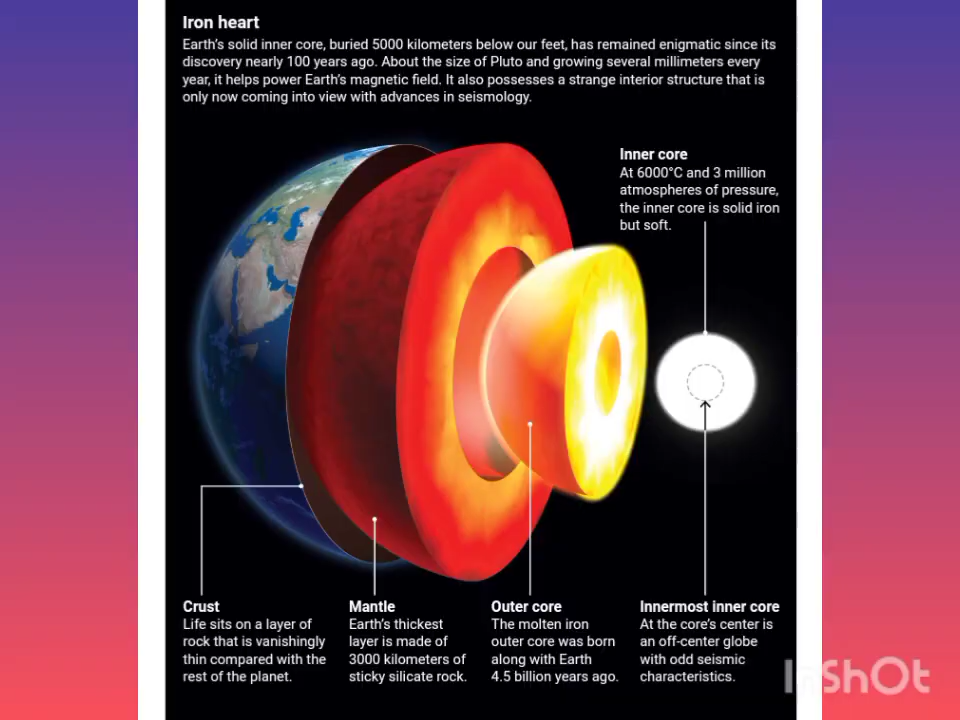 Iron heart
Earth's solid inner core, buried 5000 kilometers below our feet, has remained enigmatic since its
discovery nearly 100 years ago. About the size of Pluto and growing several millimeters every
year, it helps power Earth's magnetic field. It also possesses a strange interior structure that is
only now coming into view with advances in seismology.
Inner core
At 6000°C and 3 million
atmospheres of pressure,
the inner core is solid iron
but soft.
Crust
Life sits on a layer of
rock that is vanishingly
thin compared with the
rest of the planet.
Mantle
Earth's thickest
layer is made of
3000 kilometers of
sticky silicate rock.
Outer core
The molten iron
outer core was born
along with Earth
4.5 billion years ago.
Innermost inner core
At the core's center is
an off-center globe
with odd seismic
characteristics.
InShOt